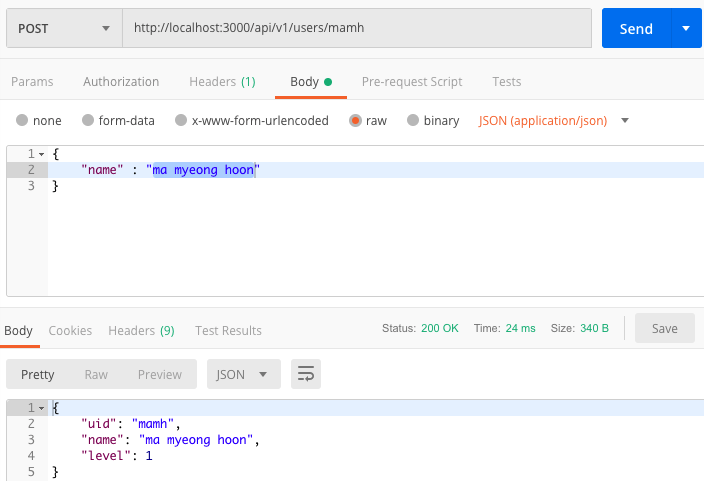 POST http://localhost:3000/api/v1/users/mamh Send
Params Authorization Headers (1) Body Pre-request Script Tests
none form-data x-www-form-urlencoded raw binary JSON (application/json)
1 {
2 "name" : "ma myeong hoon"
3 }
Body Cookies Headers (9) Test Results Status: 200 OK Time: 24 ms Size: 340 B Save
Pretty Raw Preview JSON
1 {
2 "uid": "mamh",
3 "name": "ma myeong hoon",
4 "level": 1
5 }